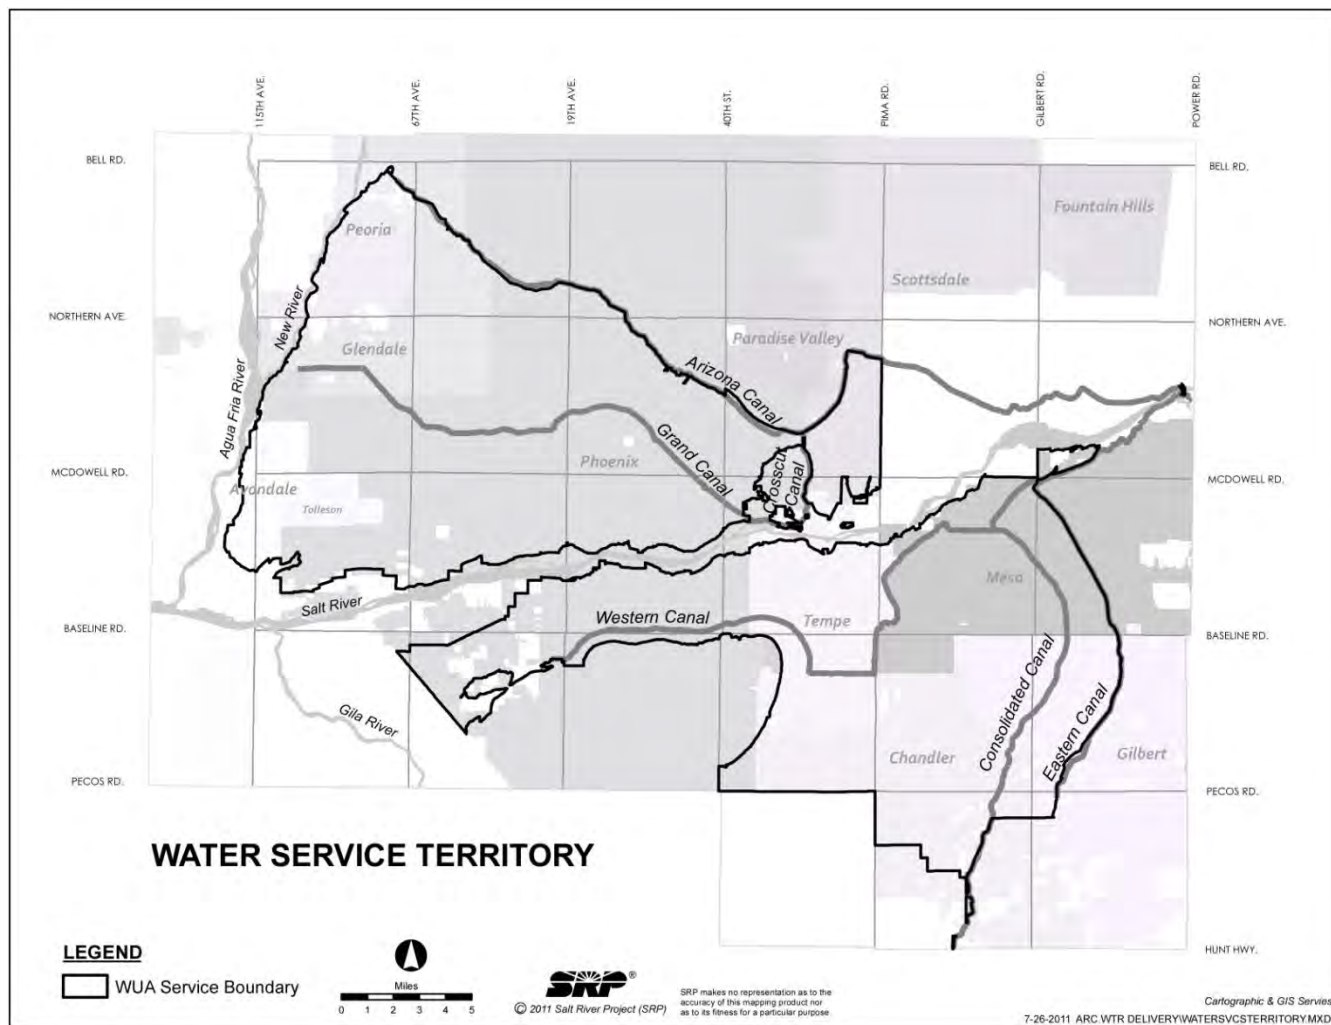 115TH AVE.
67TH AVE.
19TH AVE.
40TH ST.
PIMA RD.
GILBERT RD.
POWER RD.
BELL RD.
BELL RD.
Fountain Hills
Peoria
Scottsdale
NORTHERN AVE.
New River
Glendale
Paradise Valley
NORTHERN AVE.
Agua Fria River
Arizona Canal
Grand Canal
Crosscut
Canal
MCDOWELL RD.
Phoenix
MCDOWELL RD.
Avondale
Tolleson
Mesa
Salt River
Western Canal
Tempe
BASELINE RD.
BASELINE RD.
Consolidated Canal
Eastern Canal
Gila River
Chandler
Gilbert
PECOS RD.
PECOS RD.
WATER SERVICE TERRITORY
HUNT HWY.
LEGEND
WUA Service Boundary
Miles
0 1 2 3 4 5
SRP®
© 2011 Salt River Project (SRP)
SRP makes no representation as to the
accuracy of this mapping product nor
as to its fitness for a particular purpose
Cartographic & GIS Servies
7-26-2011 ARC.WTR DELIVERY\WATERSVCSTERRITORY.MXD